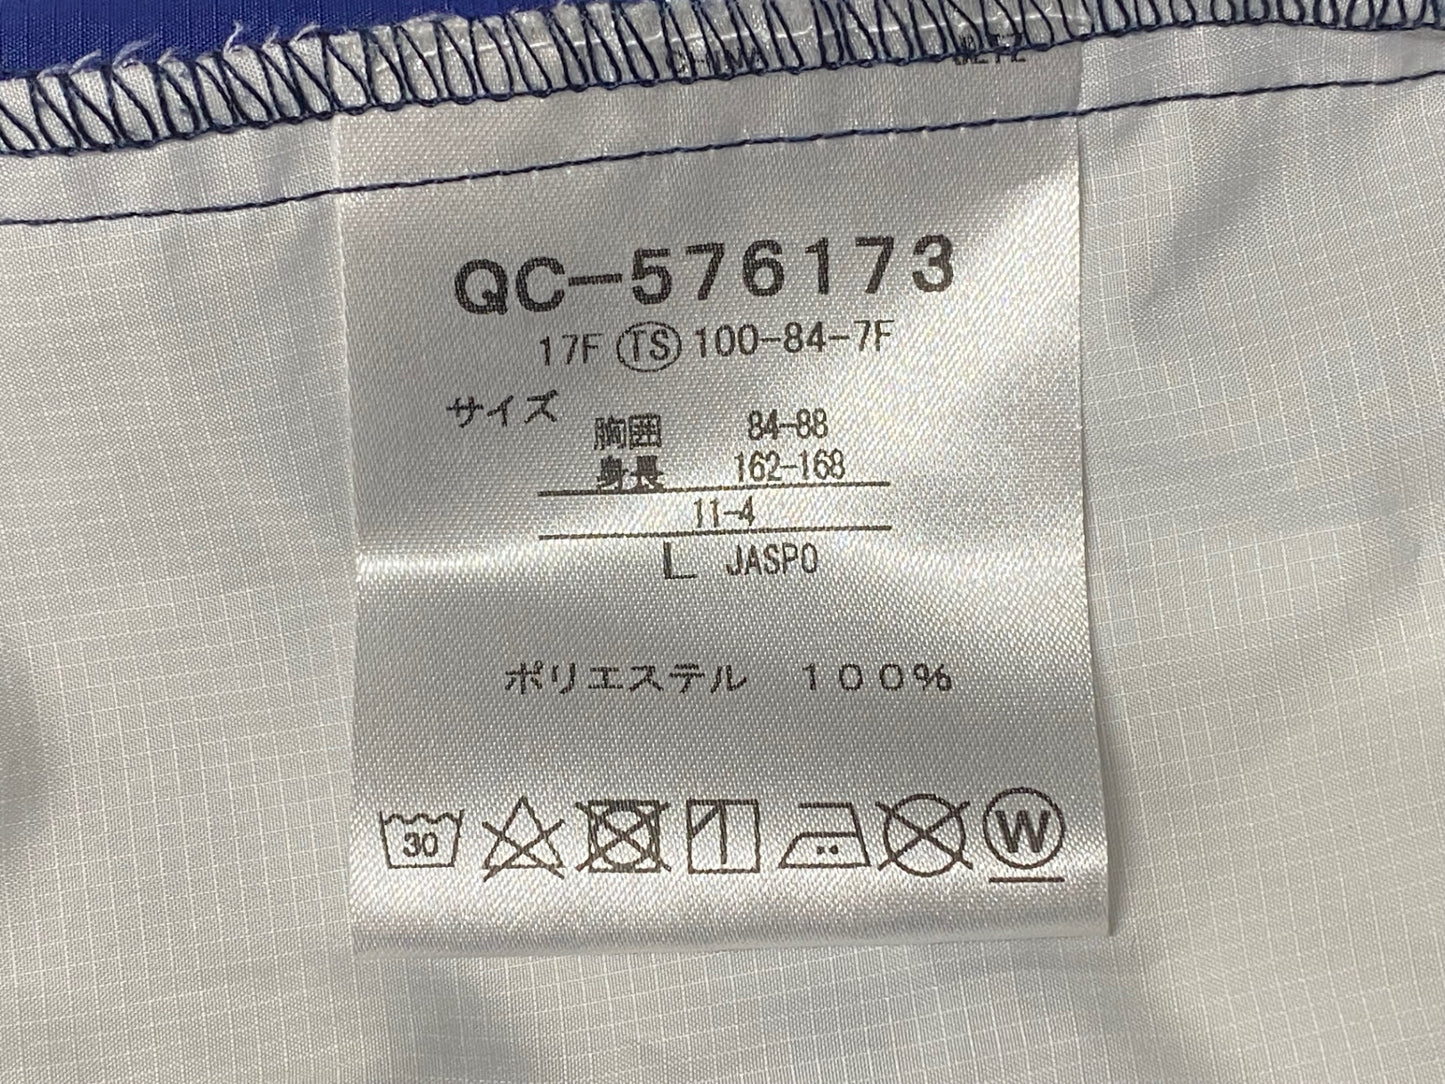 QC-576173
17F TS 100-84-7F
サイズ
胸囲 84-88
身長 162-168
11-4
L JASPO
ポリエステル 100%
30
W